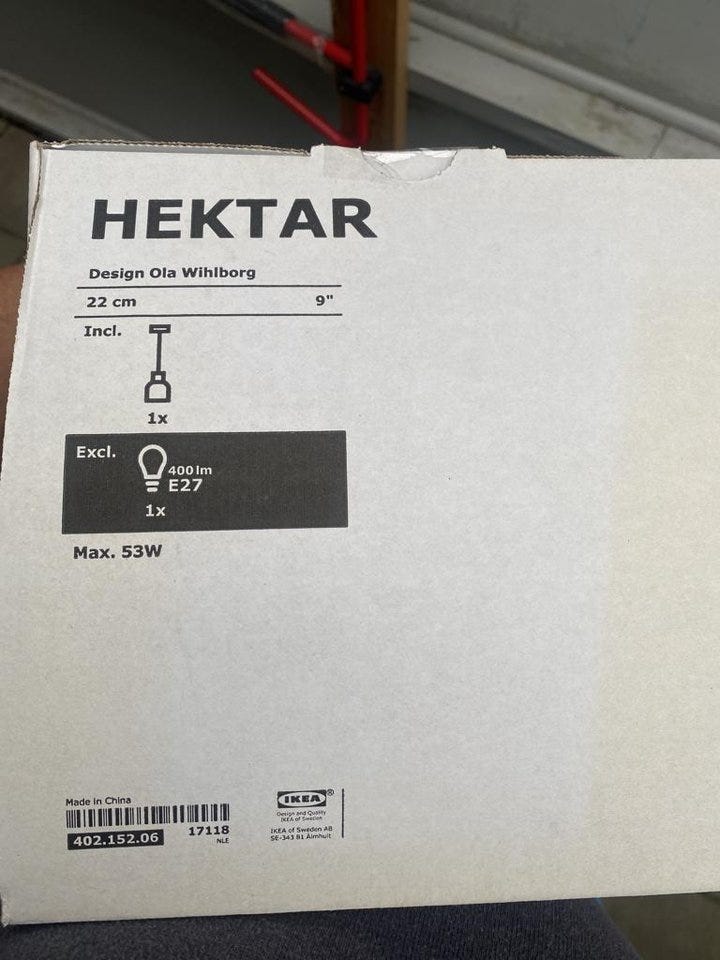 HEKTAR
Design Ola Wihlborg
22 cm 9"
Incl.
1x
Excl.
400 lm
E27
1x
Max. 53W
Made in China
402.152.06
17118
NLE
IKEA®
Design and Quality
IKEA of Sweden
IKEA of Sweden AB
SE-343 81 Älmhult